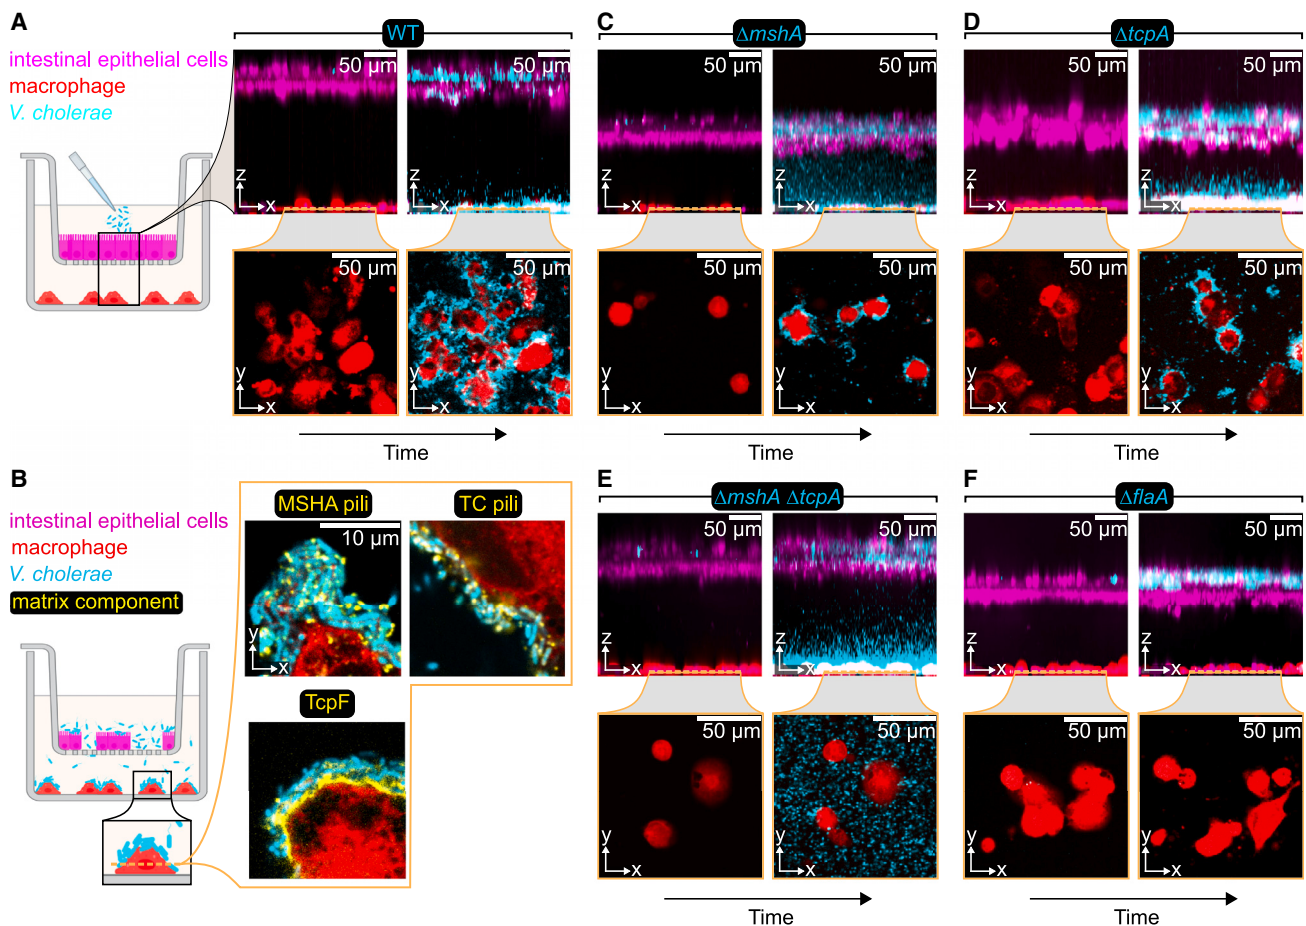 A
WT
intestinal epithelial cells
macrophage
V. cholerae
50 µm
50 µm
z
x
z
x
50 µm
50 µm
y
x
y
x
Time
C
ΔmshA
50 µm
50 µm
z
x
z
x
50 µm
50 µm
y
x
y
x
Time
D
ΔtcpA
50 µm
50 µm
z
x
z
x
50 µm
50 µm
y
x
y
x
Time
B
intestinal epithelial cells
macrophage
V. cholerae
matrix component
MSHA pili
TC pili
10 µm
y
x
TcpF
E
ΔmshA ΔtcpA
50 µm
50 µm
z
x
z
x
50 µm
50 µm
y
x
y
x
Time
F
ΔflaA
50 µm
50 µm
z
x
z
x
50 µm
50 µm
y
x
y
x
Time